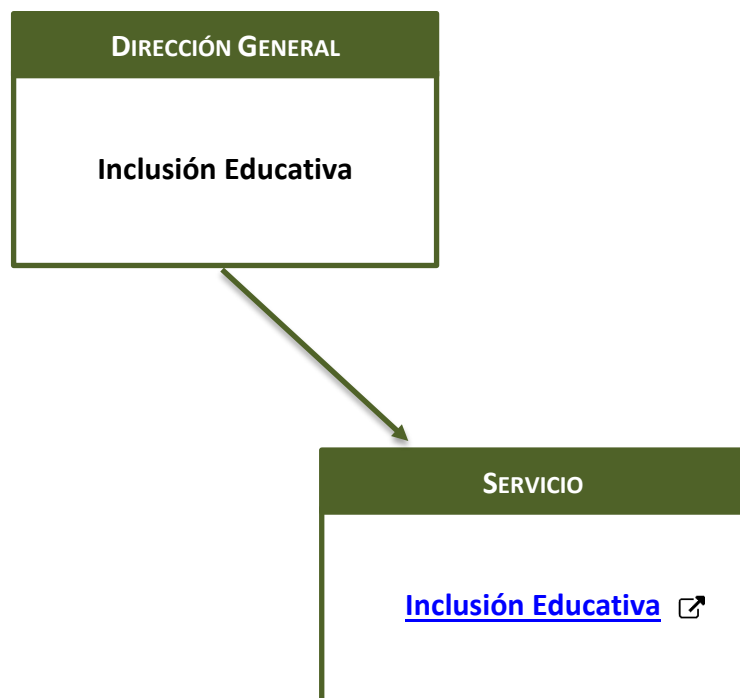 Dirección General
Inclusión Educativa
Servicio
Inclusión Educativa